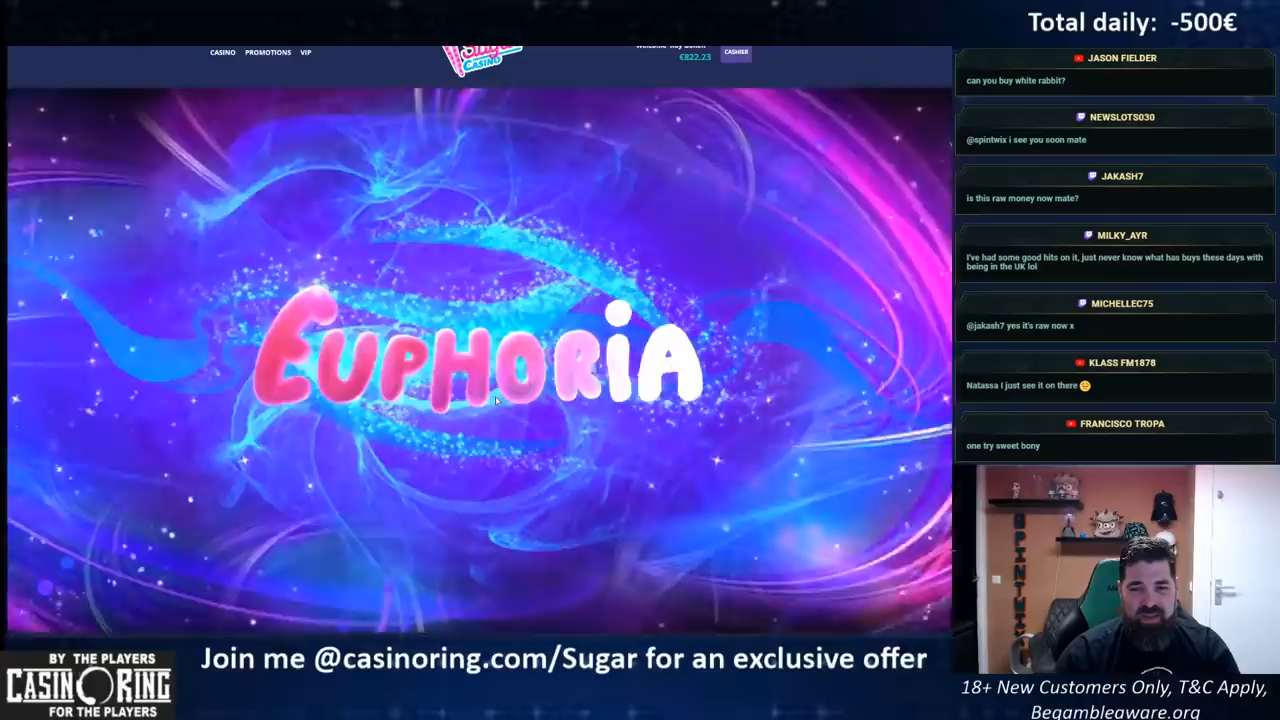 Total daily: -500€
CASINO PROMOTIONS VIP
CASINO
€822.23
CASHIER
JASON FIELDER
can you buy white rabbit?
NEWSLOTS030
@spintwix i see you soon mate
JAKASH7
is this raw money now mate?
MILKY_AYR
I've had some good hits on it, just never know what has buys these days with
being in the UK lol
MICHELLEC75
@jakash7 yes it's raw now x
KLASS FM1878
Natassa I just see it on there
FRANCISCO TROPA
one try sweet bony
EUPHORIA
SPINTWIX
BY THE PLAYERS
CASINORING
FOR THE PLAYERS
Join me @casinoring.com/Sugar for an exclusive offer
18+ New Customers Only, T&C Apply,
Begambleaware.org